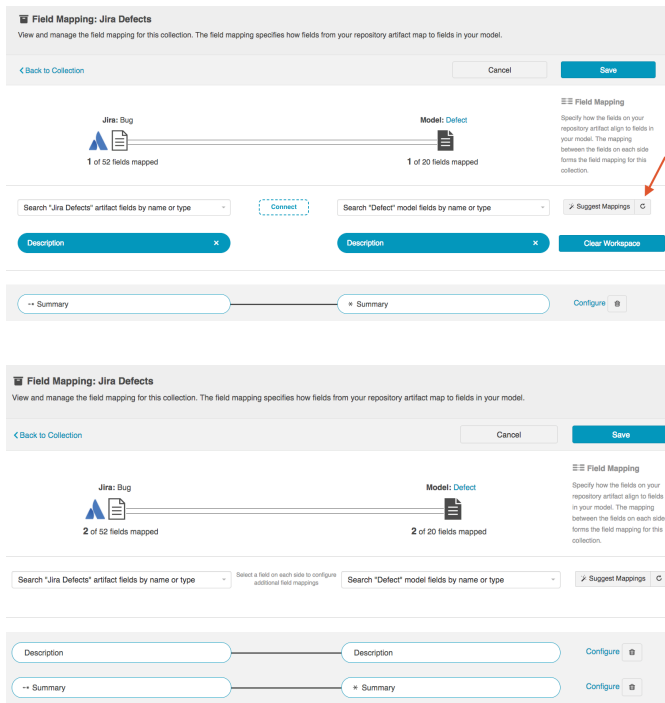 Field Mapping: Jira Defects
View and manage the field mapping for this collection. The field mapping specifies how fields from your repository artifact map to fields in your model.
Back to Collection
Cancel
Save
Field Mapping
Specify how the fields on your
repository artifact align to fields in
your model. The mapping
between the fields on each side
forms the field mapping for this
collection.
Jira: Bug
Model: Defect
1 of 52 fields mapped
1 of 20 fields mapped
Search "Jira Defects" artifact fields by name or type
Connect
Search "Defect" model fields by name or type
Suggest Mappings
Description ×
Description ×
Clear Workspace
Summary
* Summary
Configure
Field Mapping: Jira Defects
View and manage the field mapping for this collection. The field mapping specifies how fields from your repository artifact map to fields in your model.
Back to Collection
Cancel
Save
Field Mapping
Specify how the fields on your
repository artifact align to fields
in your model. The mapping
between the fields on each side
forms the field mapping for this
collection.
Jira: Bug
Model: Defect
2 of 52 fields mapped
2 of 20 fields mapped
Search "Jira Defects" artifact fields by name or type
Select a field on each side to configure
additional field mappings
Search "Defect" model fields by name or type
Suggest Mappings
Description
Description
Configure
Summary
* Summary
Configure